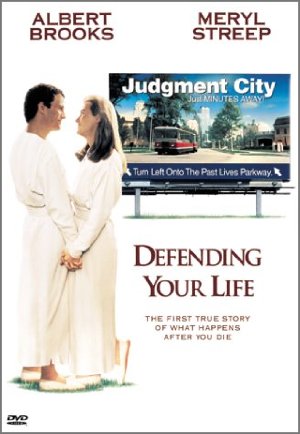 ALBERT BROOKS
MERYL STREEP
Judgment City
Just MINUTES AWAY!
Turn Left Onto The Past Lives Parkway.
DEFENDING
YOUR LIFE
THE FIRST TRUE STORY
OF WHAT HAPPENS
AFTER YOU DIE
DVD